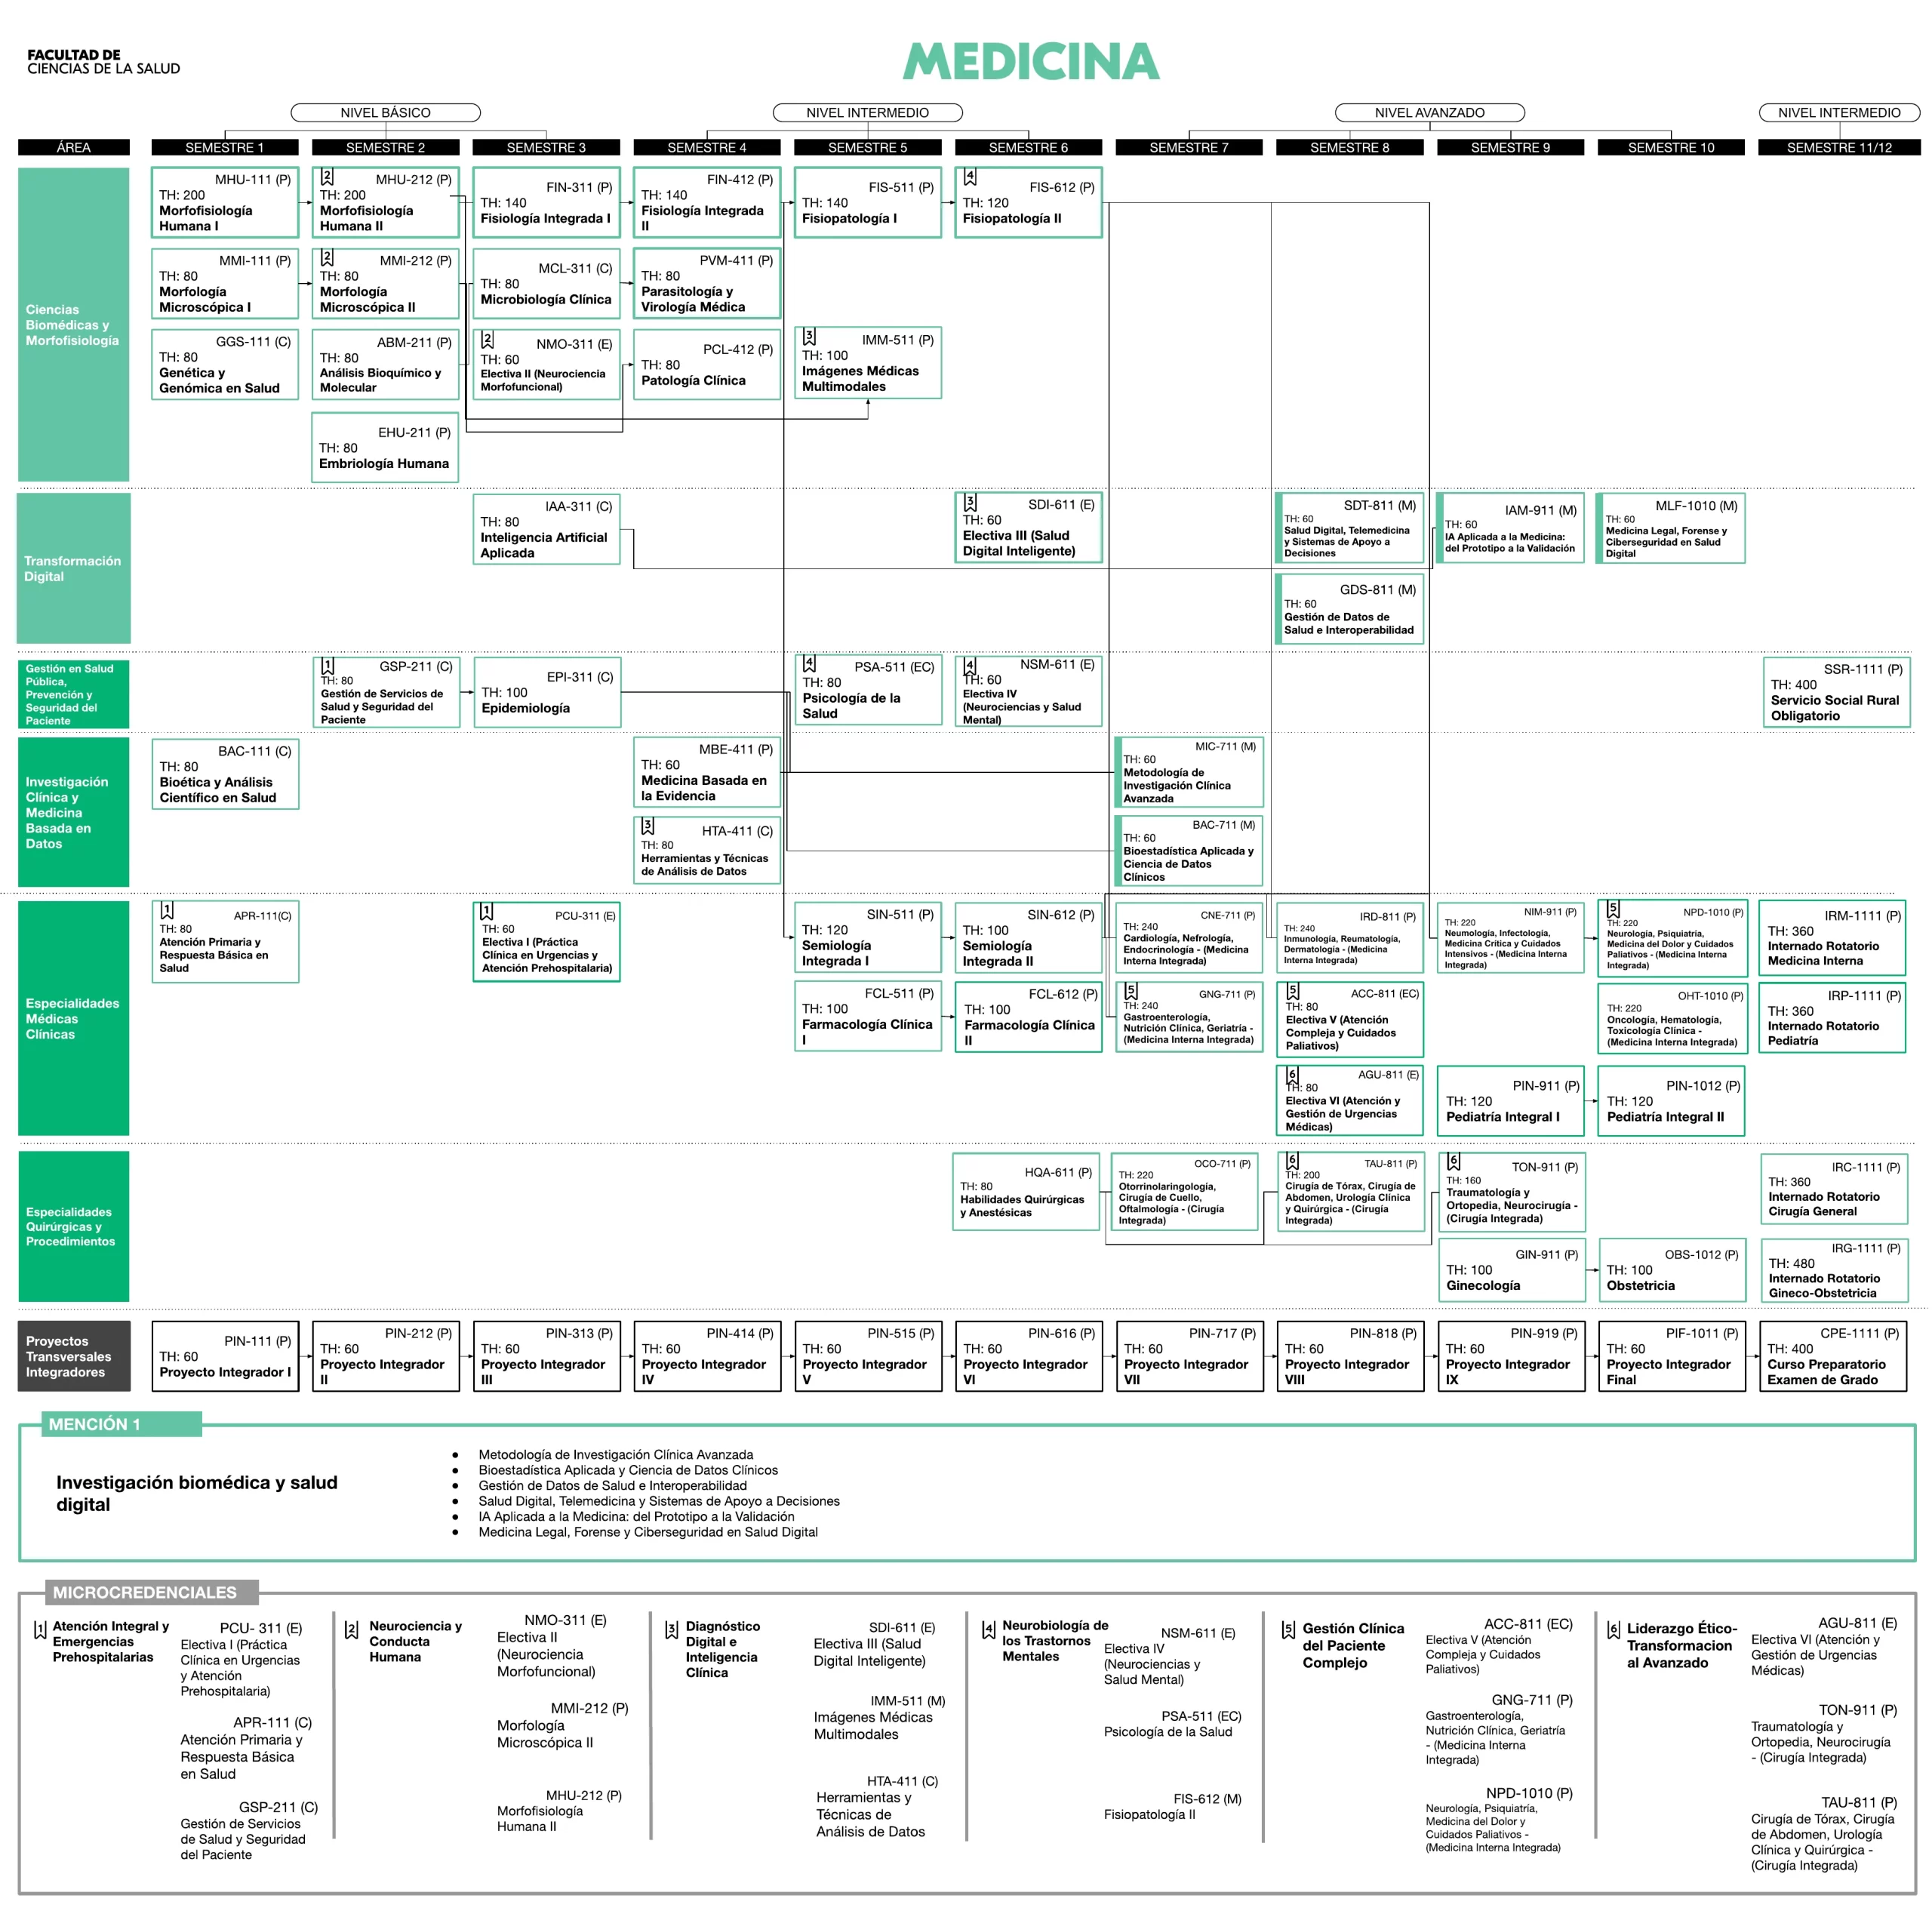 FACULTAD DE
CIENCIAS DE LA SALUD
MEDICINA
NIVEL BÁSICO
NIVEL INTERMEDIO
NIVEL AVANZADO
NIVEL INTERMEDIO
ÁREA
SEMESTRE 1
SEMESTRE 2
SEMESTRE 3
SEMESTRE 4
SEMESTRE 5
SEMESTRE 6
SEMESTRE 7
SEMESTRE 8
SEMESTRE 9
SEMESTRE 10
SEMESTRE 11/12
Ciencias
Biomédicas y
Morfofisiología
MHU-111 (P)
TH: 200
Morfofisiología
Humana I
2
MHU-212 (P)
TH: 200
Morfofisiología
Humana II
FIN-311 (P)
TH: 140
Fisiología Integrada I
FIN-412 (P)
TH: 140
Fisiología Integrada
II
FIS-511 (P)
TH: 140
Fisiopatología I
4
FIS-612 (P)
TH: 120
Fisiopatología II
MMI-111 (P)
TH: 80
Morfología
Microscópica I
2
MMI-212 (P)
TH: 80
Morfología
Microscópica II
MCL-311 (C)
TH: 80
Microbiología Clínica
PVM-411 (P)
TH: 80
Parasitología y
Virología Médica
GGS-111 (C)
TH: 80
Genética y
Genómica en Salud
ABM-211 (P)
TH: 80
Análisis Bioquímico y
Molecular
2
NMO-311 (E)
TH: 60
Electiva II (Neurociencia
Morfofuncional)
PCL-412 (P)
TH: 80
Patología Clínica
3
IMM-511 (P)
TH: 100
Imágenes Médicas
Multimodales
EHU-211 (P)
TH: 80
Embriología Humana
Transformación
Digital
IAA-311 (C)
TH: 80
Inteligencia Artificial
Aplicada
3
SDI-611 (E)
TH: 60
Electiva III (Salud
Digital Inteligente)
SDT-811 (M)
TH: 60
Salud Digital, Telemedicina
y Sistemas de Apoyo a
Decisiones
IAM-911 (M)
TH: 60
IA Aplicada a la Medicina:
del Prototipo a la Validación
MLF-1010 (M)
TH: 60
Medicina Legal, Forense y
Ciberseguridad en Salud
Digital
GDS-811 (M)
TH: 60
Gestión de Datos de
Salud e Interoperabilidad
Gestión en Salud
Pública,
Prevención y
Seguridad del
Paciente
1
GSP-211 (C)
TH: 80
Gestión de Servicios de
Salud y Seguridad del
Paciente
EPI-311 (C)
TH: 100
Epidemiología
4
PSA-511 (EC)
TH: 80
Psicología de la
Salud
4
NSM-611 (E)
TH: 60
Electiva IV
(Neurociencias y Salud
Mental)
SSR-1111 (P)
TH: 400
Servicio Social Rural
Obligatorio
Investigación
Clínica y
Medicina
Basada en
Datos
BAC-111 (C)
TH: 80
Bioética y Análisis
Científico en Salud
MBE-411 (P)
TH: 60
Medicina Basada en
la Evidencia
MIC-711 (M)
TH: 60
Metodología de
Investigación Clínica
Avanzada
3
HTA-411 (C)
TH: 80
Herramientas y Técnicas
de Análisis de Datos
BAC-711 (M)
TH: 60
Bioestadística Aplicada y
Ciencia de Datos
Clínicos
Especialidades
Médicas
Clínicas
1
APR-111(C)
TH: 80
Atención Primaria y
Respuesta Básica en
Salud
1
PCU-311 (E)
TH: 60
Electiva I (Práctica
Clínica en Urgencias y
Atención Prehospitalaria)
SIN-511 (P)
TH: 120
Semiología
Integrada I
SIN-612 (P)
TH: 100
Semiología
Integrada II
CNE-711 (P)
TH: 240
Cardiología, Nefrología,
Endocrinología - (Medicina
Interna Integrada)
IRD-811 (P)
TH: 240
Inmunología, Reumatología,
Dermatología - (Medicina
Interna Integrada)
NIM-911 (P)
TH: 220
Neumología, Infectología,
Medicina Crítica y Cuidados
Intensivos - (Medicina Interna
Integrada)
5
NPD-1010 (P)
TH: 220
Neurología, Psiquiatría,
Medicina del Dolor y Cuidados
Paliativos - (Medicina Interna
Integrada)
IRM-1111 (P)
TH: 360
Internado Rotatorio
Medicina Interna
FCL-511 (P)
TH: 100
Farmacología Clínica
I
FCL-612 (P)
TH: 100
Farmacología Clínica
II
5
GNG-711 (P)
TH: 240
Gastroenterología,
Nutrición Clínica, Geriatría -
(Medicina Interna Integrada)
5
ACC-811 (EC)
TH: 80
Electiva V (Atención
Compleja y Cuidados
Paliativos)
OHT-1010 (P)
TH: 220
Oncología, Hematología,
Toxicología Clínica -
(Medicina Interna Integrada)
IRP-1111 (P)
TH: 360
Internado Rotatorio
Pediatría
6
AGU-811 (E)
TH: 80
Electiva VI (Atención y
Gestión de Urgencias
Médicas)
PIN-911 (P)
TH: 120
Pediatría Integral I
PIN-1012 (P)
TH: 120
Pediatría Integral II
Especialidades
Quirúrgicas y
Procedimientos
HQA-611 (P)
TH: 80
Habilidades Quirúrgicas
y Anestésicas
OCO-711 (P)
TH: 220
Otorrinolaringología,
Cirugía de Cuello,
Oftalmología - (Cirugía
Integrada)
6
TAU-811 (P)
TH: 200
Cirugía de Tórax, Cirugía de
Abdomen, Urología Clínica
y Quirúrgica - (Cirugía
Integrada)
6
TON-911 (P)
TH: 160
Traumatología y
Ortopedia, Neurocirugía -
(Cirugía Integrada)
IRC-1111 (P)
TH: 360
Internado Rotatorio
Cirugía General
GIN-911 (P)
TH: 100
Ginecología
OBS-1012 (P)
TH: 100
Obstetricia
IRG-1111 (P)
TH: 480
Internado Rotatorio
Gineco-Obstetricia
Proyectos
Transversales
Integradores
PIN-111 (P)
TH: 60
Proyecto Integrador I
PIN-212 (P)
TH: 60
Proyecto Integrador
II
PIN-313 (P)
TH: 60
Proyecto Integrador
III
PIN-414 (P)
TH: 60
Proyecto Integrador
IV
PIN-515 (P)
TH: 60
Proyecto Integrador
V
PIN-616 (P)
TH: 60
Proyecto Integrador
VI
PIN-717 (P)
TH: 60
Proyecto Integrador
VII
PIN-818 (P)
TH: 60
Proyecto Integrador
VIII
PIN-919 (P)
TH: 60
Proyecto Integrador
IX
PIF-1011 (P)
TH: 60
Proyecto Integrador
Final
CPE-1111 (P)
TH: 400
Curso Preparatorio
Examen de Grado
MENCIÓN 1
Investigación biomédica y salud
digital
● Metodología de Investigación Clínica Avanzada
● Bioestadística Aplicada y Ciencia de Datos Clínicos
● Gestión de Datos de Salud e Interoperabilidad
● Salud Digital, Telemedicina y Sistemas de Apoyo a Decisiones
● IA Aplicada a la Medicina: del Prototipo a la Validación
● Medicina Legal, Forense y Ciberseguridad en Salud Digital
MICROCREDENCIALES
1
Atención Integral y
Emergencias
Prehospitalarias
PCU- 311 (E)
Electiva I (Práctica
Clínica en Urgencias
y Atención
Prehospitalaria)
APR-111 (C)
Atención Primaria y
Respuesta Básica
en Salud
GSP-211 (C)
Gestión de Servicios
de Salud y Seguridad
del Paciente
2
Neurociencia y
Conducta
Humana
NMO-311 (E)
Electiva II
(Neurociencia
Morfofuncional)
MMI-212 (P)
Morfología
Microscópica II
MHU-212 (P)
Morfofisiología
Humana II
3
Diagnóstico
Digital e
Inteligencia
Clínica
SDI-611 (E)
Electiva III (Salud
Digital Inteligente)
IMM-511 (M)
Imágenes Médicas
Multimodales
HTA-411 (C)
Herramientas y
Técnicas de
Análisis de Datos
4
Neurobiología de
los Trastornos
Mentales
NSM-611 (E)
Electiva IV
(Neurociencias y
Salud Mental)
PSA-511 (EC)
Psicología de la Salud
FIS-612 (M)
Fisiopatología II
5
Gestión Clínica
del Paciente
Complejo
ACC-811 (EC)
Electiva V (Atención
Compleja y Cuidados
Paliativos)
GNG-711 (P)
Gastroenterología,
Nutrición Clínica, Geriatría
- (Medicina Interna
Integrada)
NPD-1010 (P)
Neurología, Psiquiatría,
Medicina del Dolor y
Cuidados Paliativos -
(Medicina Interna Integrada)
6
Liderazgo Ético-
Transformacion
al Avanzado
AGU-811 (E)
Electiva VI (Atención y
Gestión de Urgencias
Médicas)
TON-911 (P)
Traumatología y
Ortopedia, Neurocirugía
- (Cirugía Integrada)
TAU-811 (P)
Cirugía de Tórax, Cirugía
de Abdomen, Urología
Clínica y Quirúrgica -
(Cirugía Integrada)